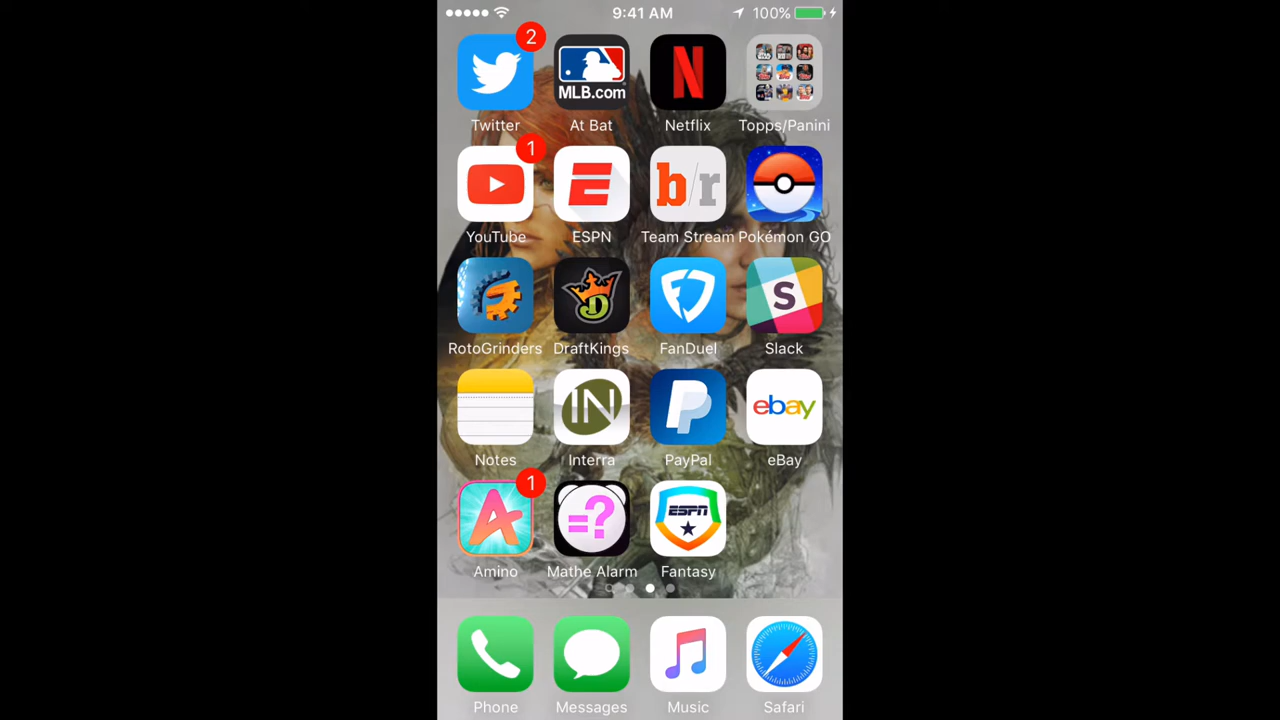 9:41 AM
100%
2
MLB.com
N
Twitter
At Bat
Netflix
Topps/Panini
1
E
b/r
YouTube
ESPN
Team Stream
Pokémon GO
D
S
RotoGrinders
DraftKings
FanDuel
Slack
IN
P
ebay
Notes
Interra
PayPal
eBay
1
A
=?
ESPN
Amino
Mathe Alarm
Fantasy
Phone
Messages
Music
Safari